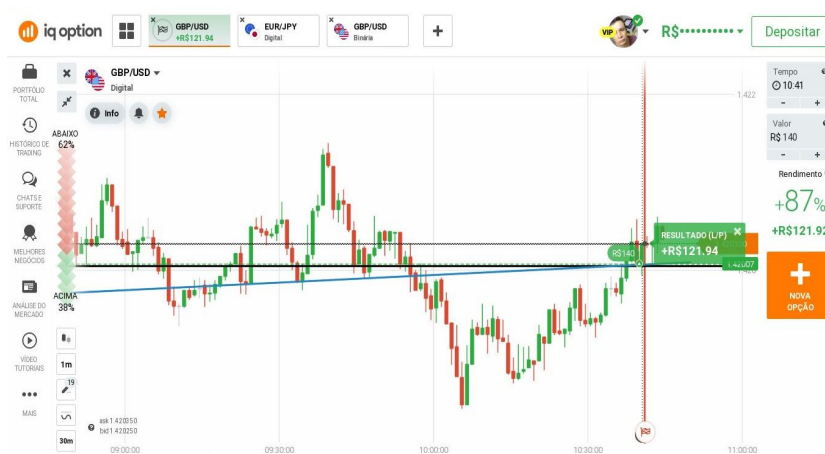 iq option
GBP/USD
+R$121.94
EUR/JPY
Digital
GBP/USD
Binária
VIP
R$
Depositar
PORTFÓLIO
TOTAL
HISTÓRICO DE
TRADING
CHATS E
SUPORTE
MELHORES
NEGÓCIOS
ANÁLISE DO
MERCADO
VÍDEO
TUTORIAIS
MAIS
GBP/USD
Digital
Info
ABAIXO
62%
ACIMA
38%
1m
19
30m
ask 1.420350
bid 1.420250
1.422
R$140
RESULTADO (L/P)
+R$121.94
1.42007
09:00:00
09:30:00
10:00:00
10:30:00
11:00:00
Tempo
10:41
- +
Valor
R$ 140
- +
Rendimento
+87%
+R$121.92
NOVA
OPÇÃO